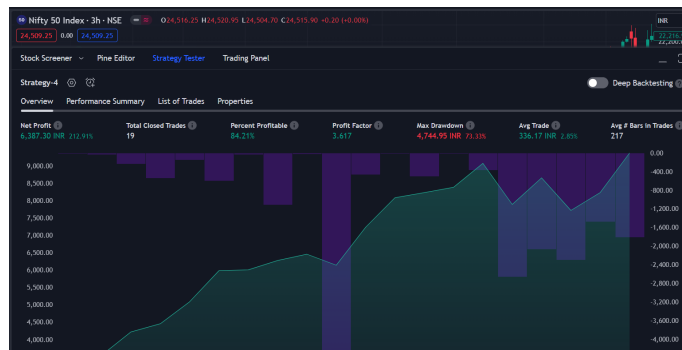 50 Nifty 50 Index · 3h · NSE O24,516.25 H24,520.95 L24,504.70 C24,515.90 +0.20 (+0.00%) INR
24,509.25 0.00 24,509.25
Stock Screener Pine Editor Strategy Tester Trading Panel
Strategy-4 Deep Backtesting
Overview Performance Summary List of Trades Properties
Net Profit Total Closed Trades Percent Profitable Profit Factor Max Drawdown Avg Trade Avg # Bars In Trades
6,387.30 INR 212.91% 19 84.21% 3.617 4,744.95 INR 73.33% 336.17 INR 2.85% 217
9,000.00 0.00
8,500.00 -400.00
8,000.00 -800.00
7,500.00 -1,200.00
7,000.00 -1,600.00
6,500.00 -2,000.00
6,000.00 -2,400.00
5,500.00 -2,800.00
5,000.00 -3,200.00
4,500.00 -3,600.00
4,000.00 -4,000.00